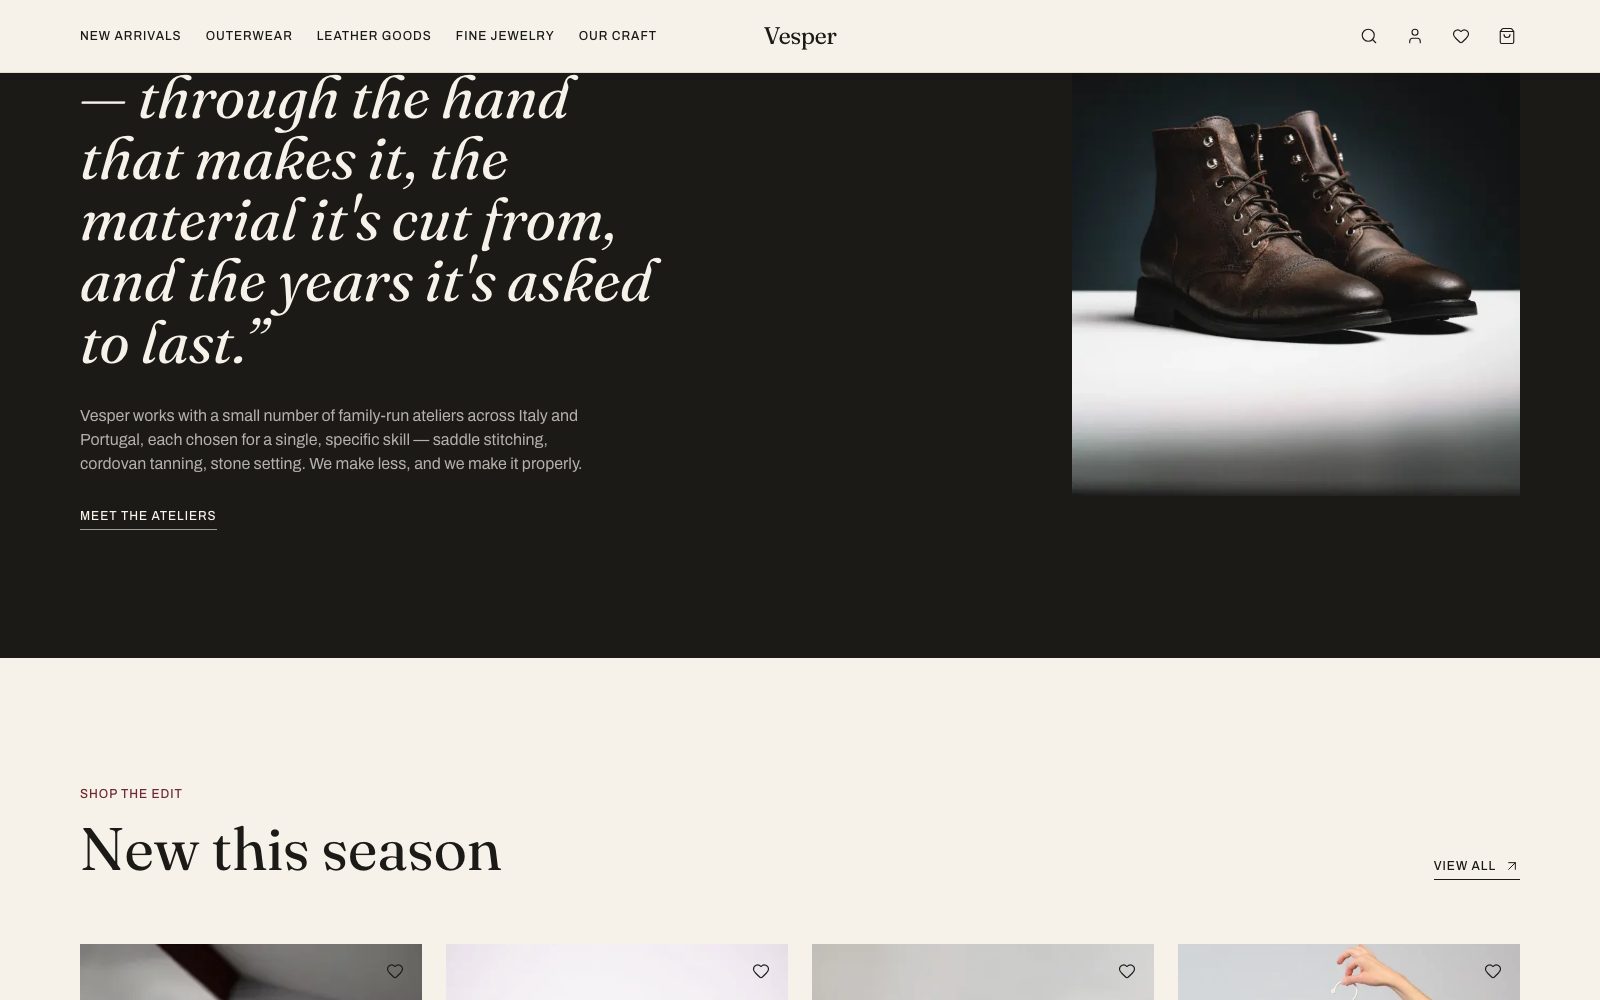 NEW ARRIVALS OUTERWEAR LEATHER GOODS FINE JEWELRY OUR CRAFT Vesper
— through the hand
that makes it, the
material it's cut from,
and the years it's asked
to last.”
Vesper works with a small number of family-run ateliers across Italy and
Portugal, each chosen for a single, specific skill — saddle stitching,
cordovan tanning, stone setting. We make less, and we make it properly.
MEET THE ATELIERS
SHOP THE EDIT
New this season
VIEW ALL